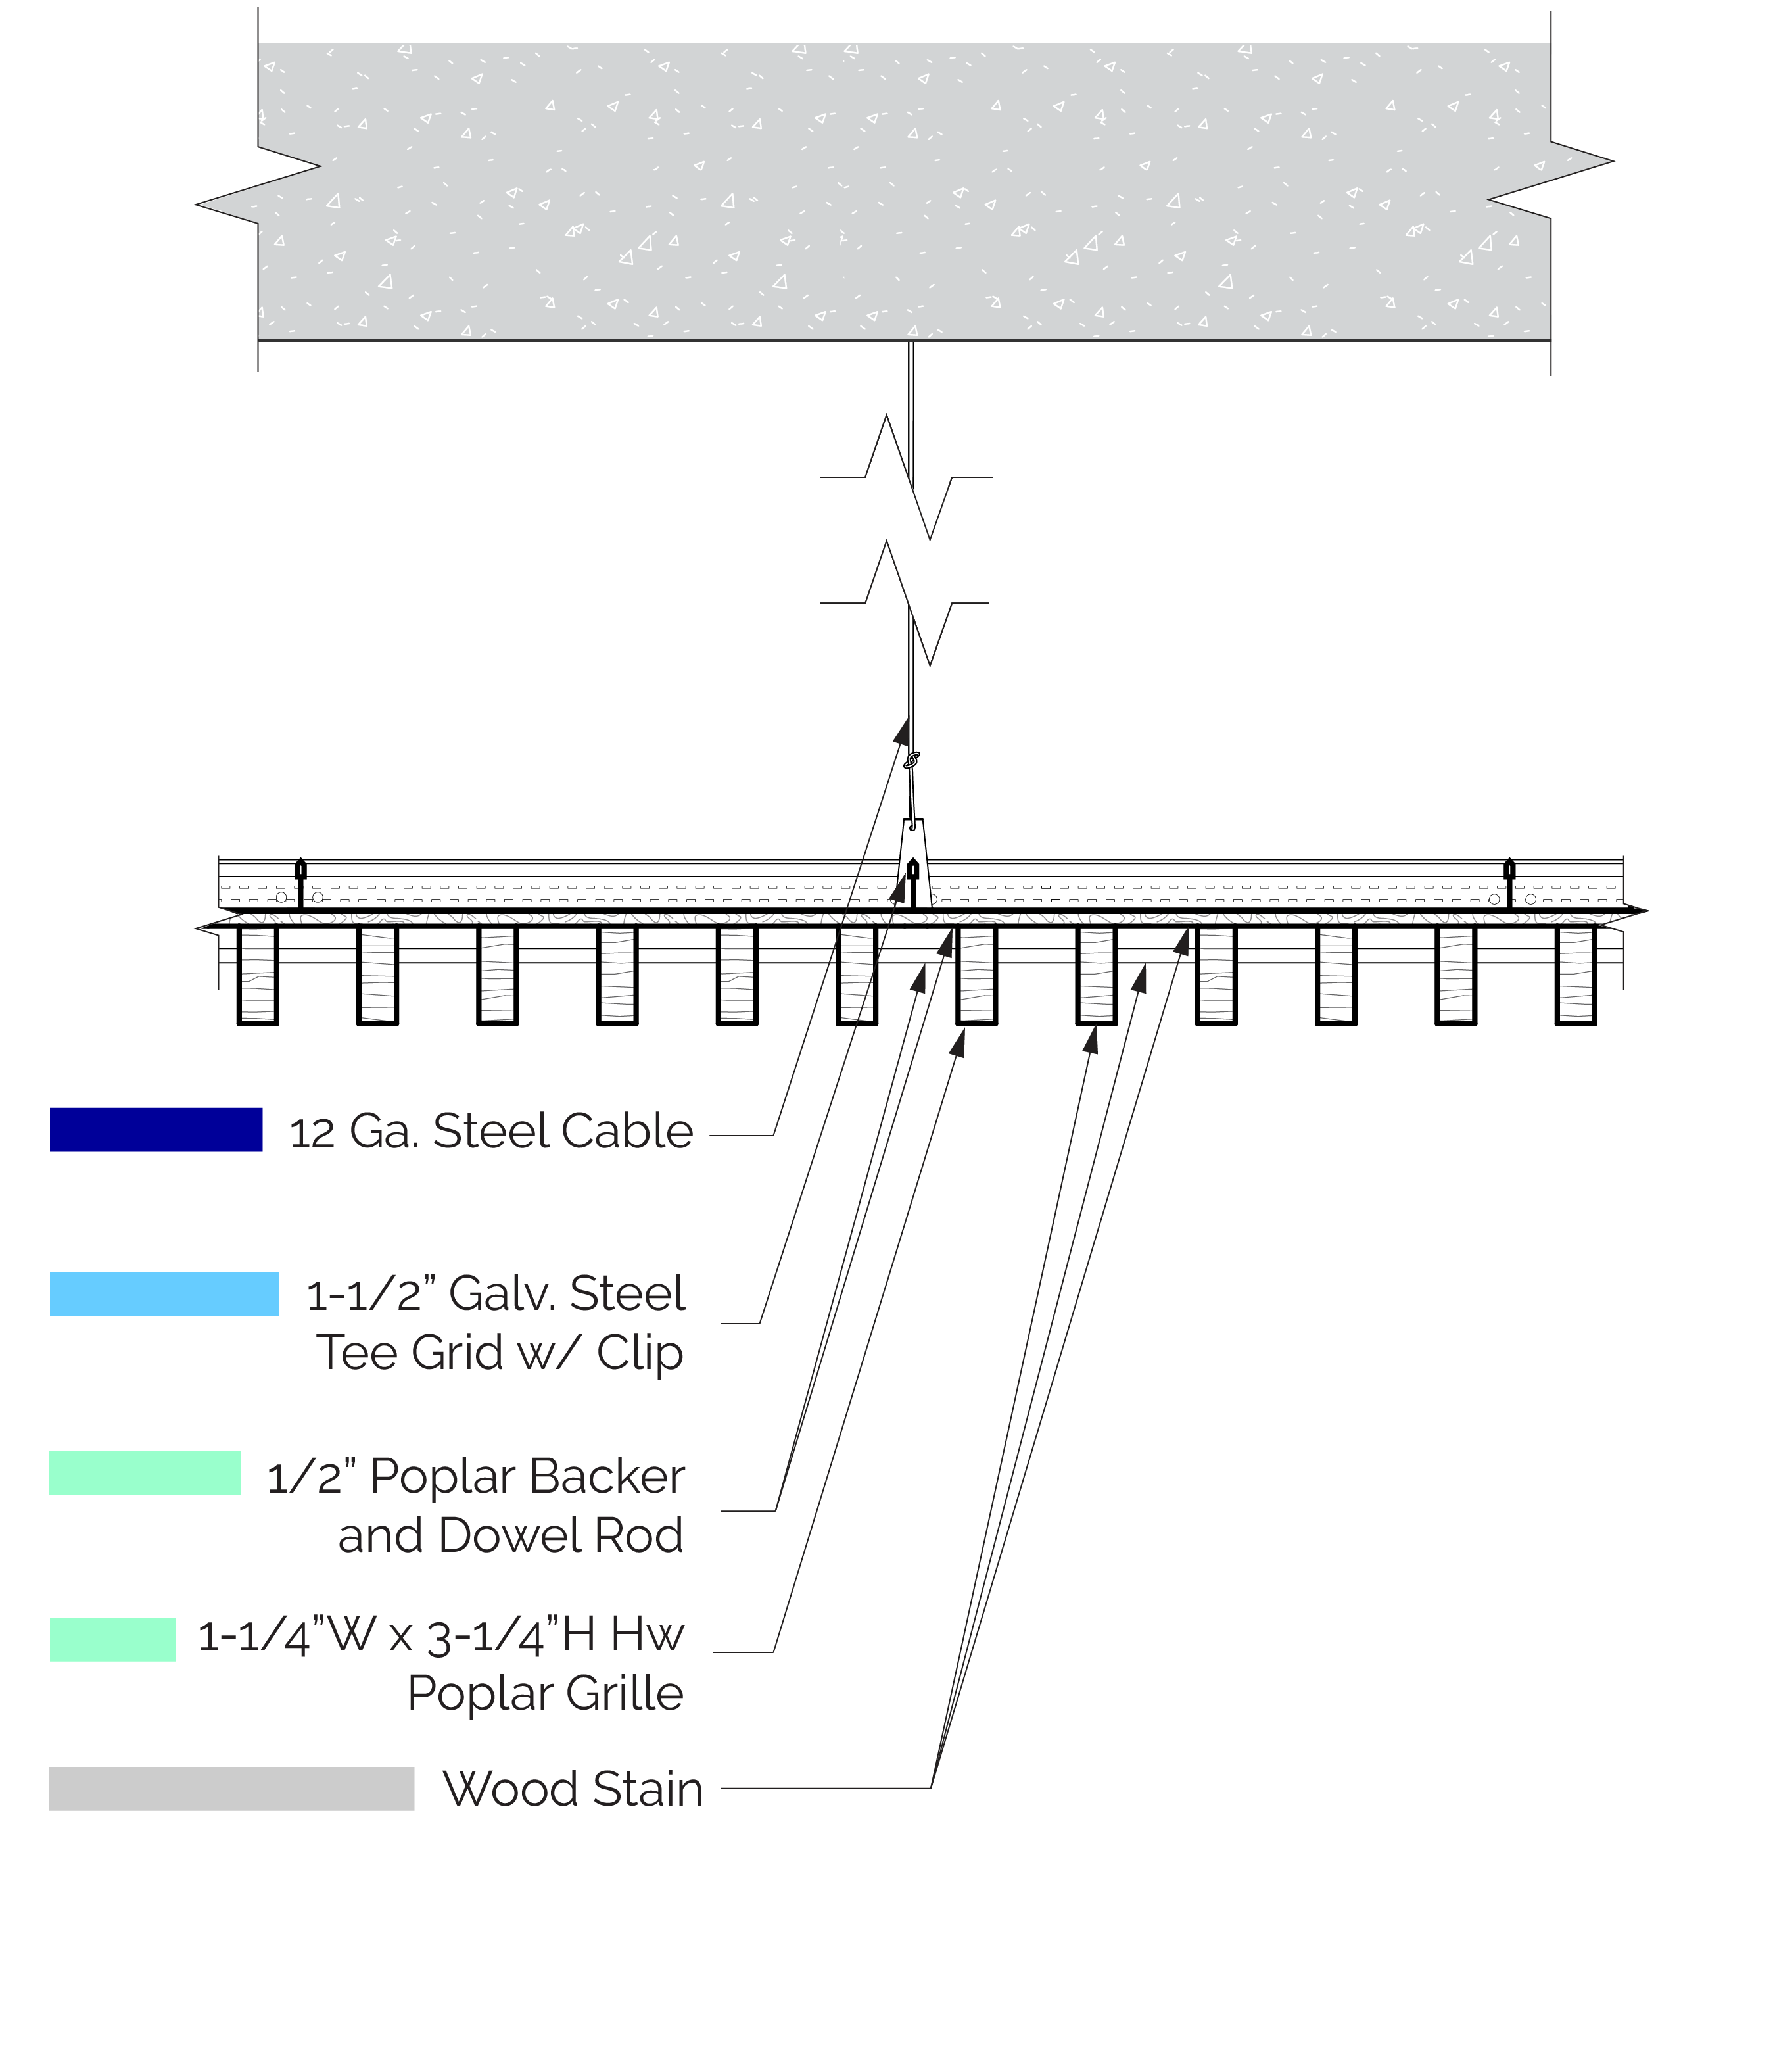 12 Ga. Steel Cable
1-1/2” Galv. Steel
Tee Grid w/ Clip
1/2” Poplar Backer
and Dowel Rod
1-1/4”W x 3-1/4”H Hw
Poplar Grille
Wood Stain